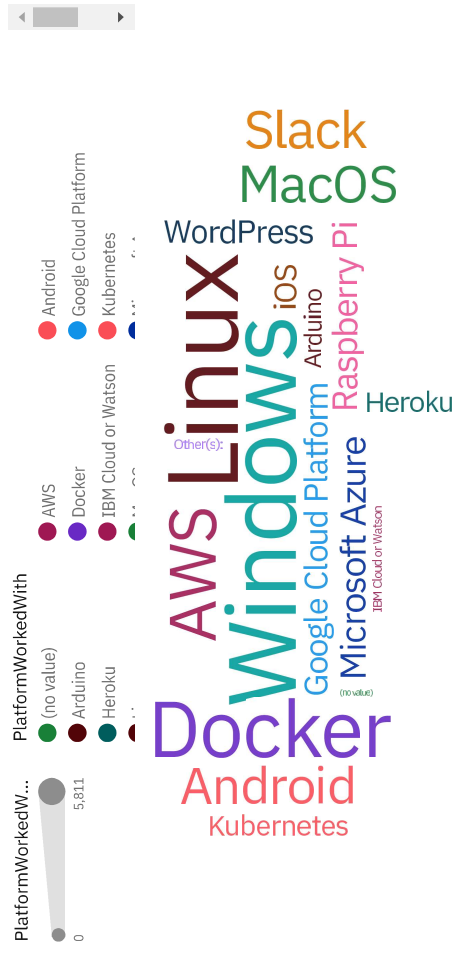 PlatformWorkedW...
0
5,811
PlatformWorkedWith
(no value)
AWS
Android
Arduino
Docker
Google Cloud Platform
Heroku
IBM Cloud or Watson
Kubernetes
Slack
MacOS
WordPress
Linux
iOS
Raspberry Pi
Arduino
Windows
Heroku
Other(s):
AWS
Google Cloud Platform
Microsoft Azure
IBM Cloud or Watson
(no value)
Docker
Android
Kubernetes